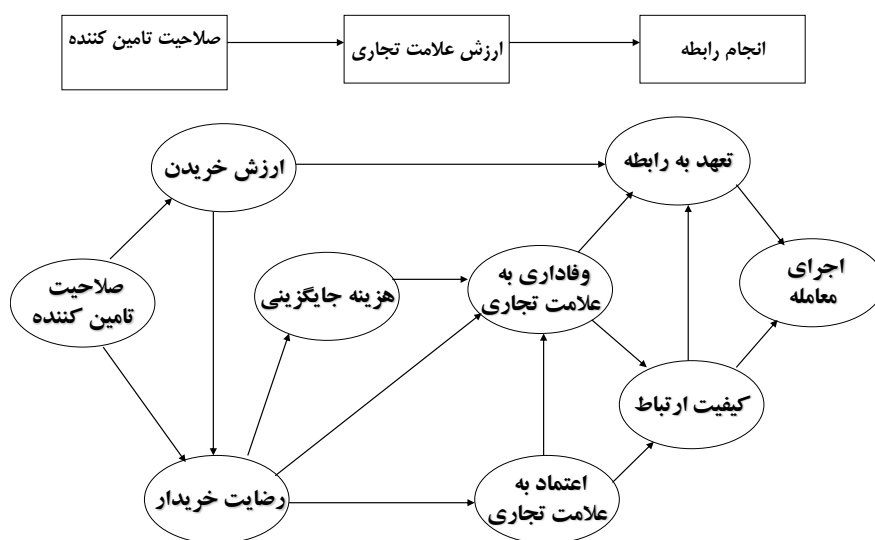 صلاحیت تامین کننده
ارزش علامت تجاری
انجام رابطه
ارزش خریدن
تعهد به رابطه
صلاحیت
تامین کننده
هزینه جایگزینی
وفاداری به
علامت تجاری
اجرای
معامله
کیفیت ارتباط
رضایت خریدار
اعتماد به
علامت تجاری